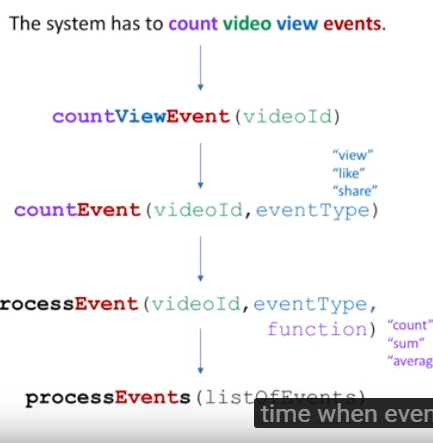 The system has to count video view events.
countViewEvent(videoId)
"view"
"like"
"share"
countEvent(videoId,eventType)
rocessEvent(videoId,eventType,
function)
"count"
"sum"
"averag
processEvents(listOfEvents)
time when even